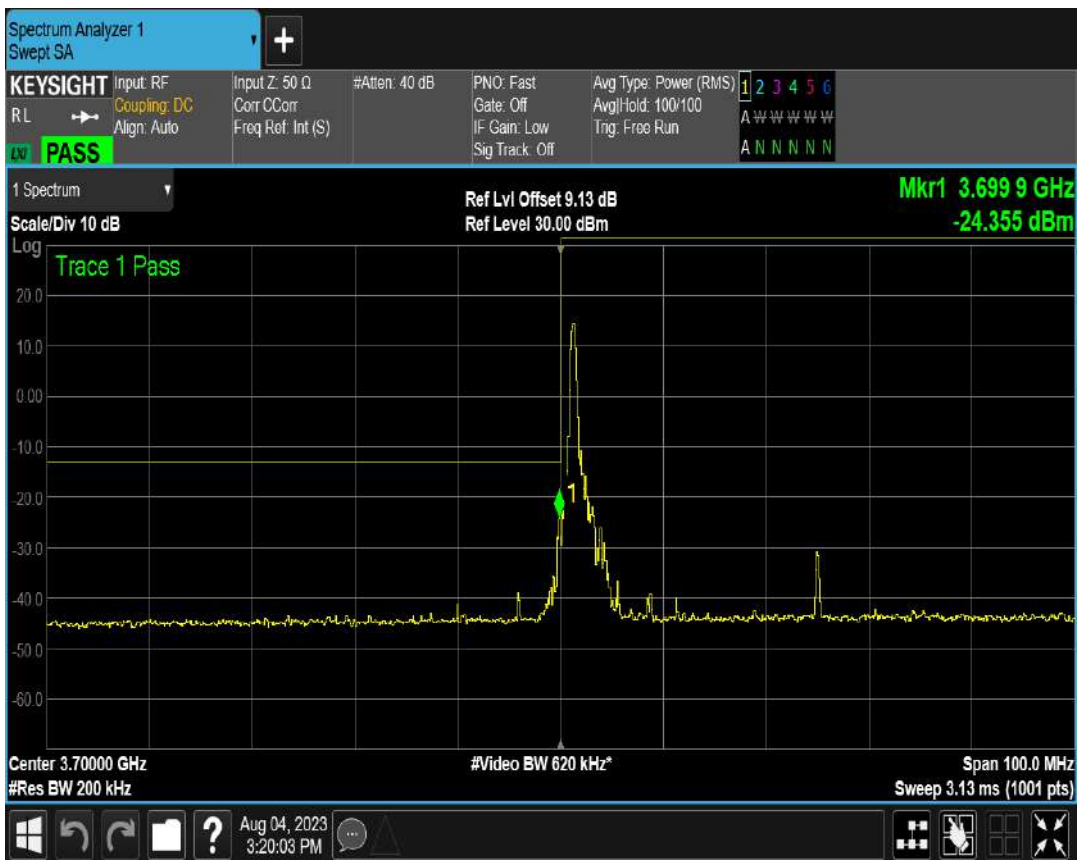 Spectrum Analyzer 1
Swept SA
+
KEYSIGHT
RL
LXI
PASS
Input: RF
Coupling: DC
Align: Auto
Input Z: 50 Ω
Corr CCorr
Freq Ref: Int (S)
#Atten: 40 dB
PNO: Fast
Gate: Off
IF Gain: Low
Sig Track: Off
Avg Type: Power (RMS)
Avg|Hold: 100/100
Trig: Free Run
1 2 3 4 5 6
A W W W W W
A N N N N N
1 Spectrum
Scale/Div 10 dB
Ref Lvl Offset 9.13 dB
Ref Level 30.00 dBm
Mkr1 3.699 9 GHz
-24.355 dBm
Log
Trace 1 Pass
20.0
10.0
0.00
-10.0
1
-20.0
-30.0
-40.0
-50.0
-60.0
Center 3.70000 GHz
#Video BW 620 kHz*
Span 100.0 MHz
#Res BW 200 kHz
Sweep 3.13 ms (1001 pts)
?
Aug 04, 2023
3:20:03 PM